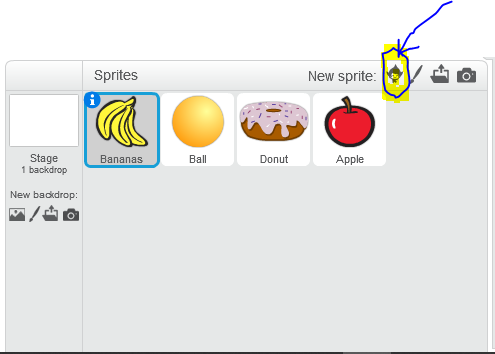 Sprites
New sprite:
Bananas
Ball
Donut
Apple
Stage
1 backdrop
New backdrop: